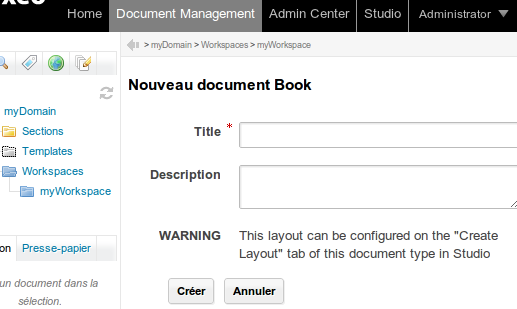 Home Document Management Admin Center Studio Administrator
> myDomain > Workspaces > myWorkspace
myDomain
Sections
Templates
Workspaces
myWorkspace
Presse-papier
un document dans la
sélection.
Nouveau document Book
Title *
Description
WARNING This layout can be configured on the "Create
Layout" tab of this document type in Studio
Créer Annuler